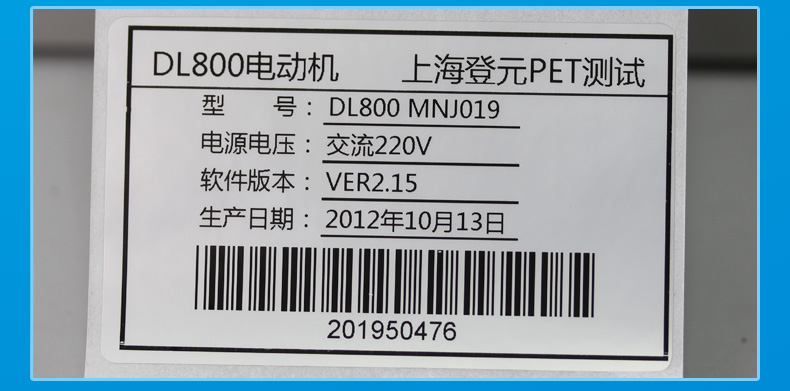 DL800电动机 上海登元PET测试
型 号： DL800 MNJ019
电源电压： 交流220V
软件版本： VER2.15
生产日期： 2012年10月13日
201950476